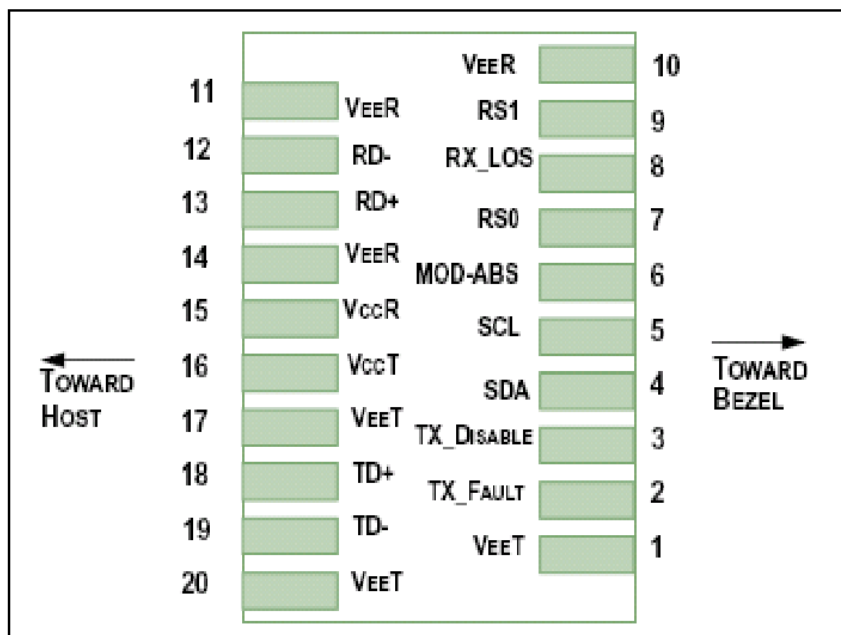 VEER 10
11 VEER
RS1 9
12 RD-
RX_LOS 8
13 RD+
RS0 7
14 VEER
MOD-ABS 6
15 VCCR
SCL 5
16 VCCT
SDA 4
TOWARD HOST
TOWARD BEZEL
17 VEET
TX_DISABLE 3
18 TD+
TX_FAULT 2
19 TD-
VEET 1
20 VEET